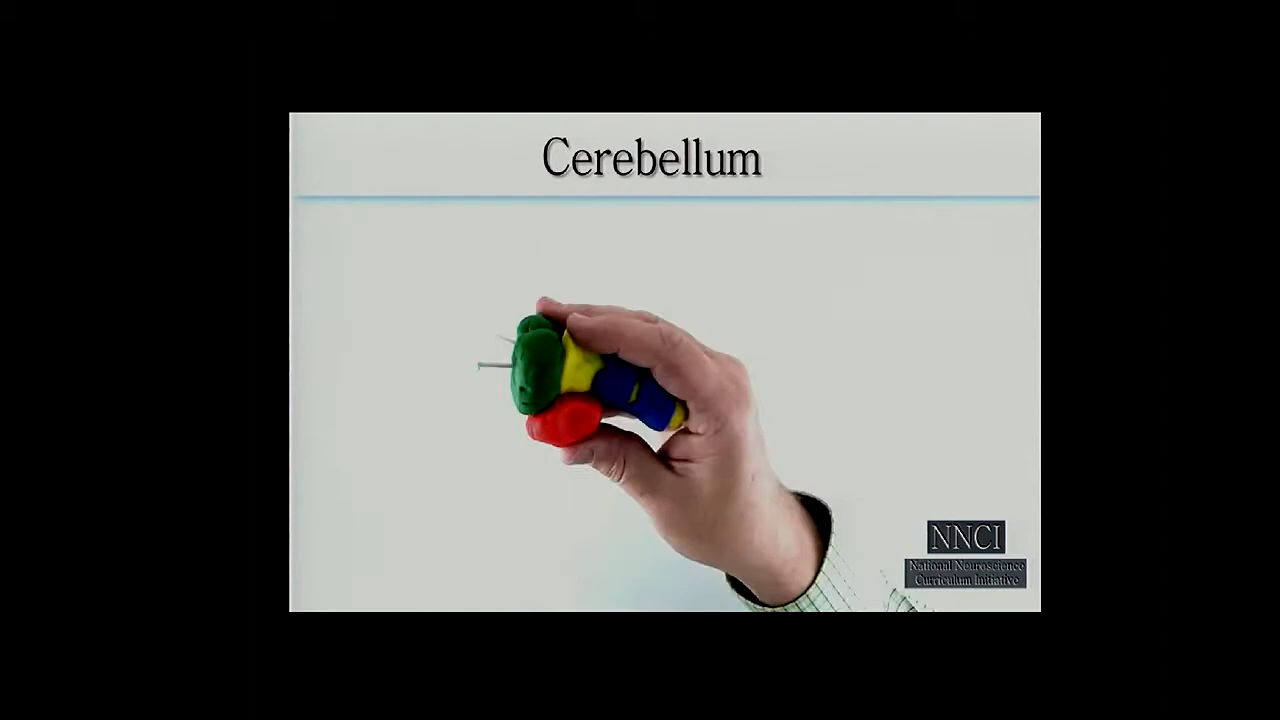 Cerebellum
NNCI
National Neuroscience
Curriculum Initiative